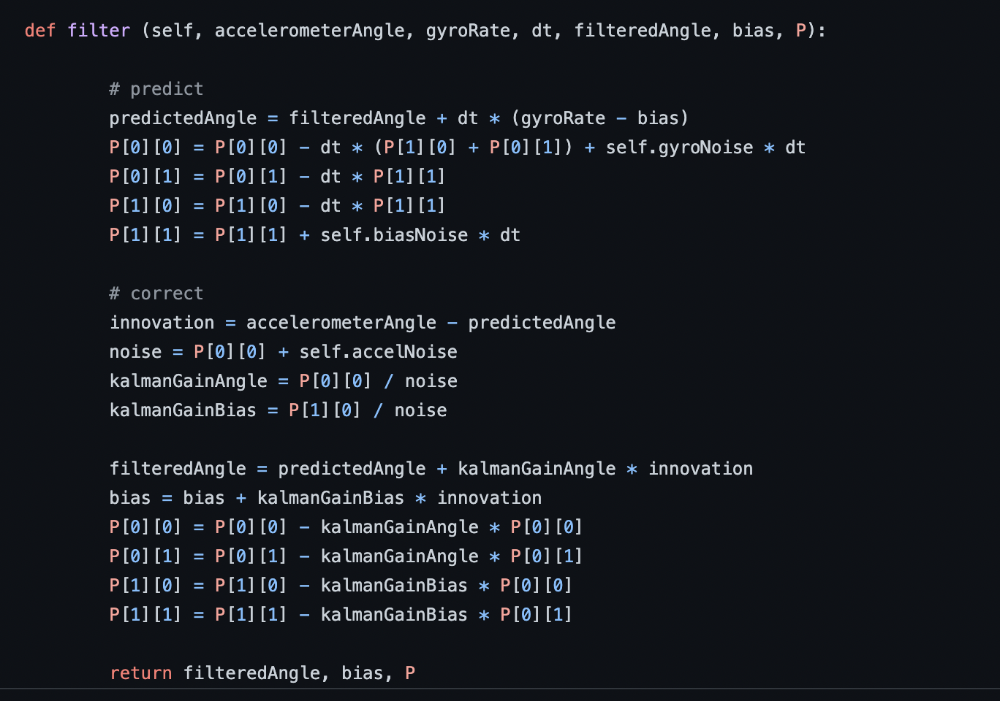 def filter (self, accelerometerAngle, gyroRate, dt, filteredAngle, bias, P):
# predict
predictedAngle = filteredAngle + dt * (gyroRate - bias)
P[0][0] = P[0][0] - dt * (P[1][0] + P[0][1]) + self.gyroNoise * dt
P[0][1] = P[0][1] - dt * P[1][1]
P[1][0] = P[1][0] - dt * P[1][1]
P[1][1] = P[1][1] + self.biasNoise * dt
# correct
innovation = accelerometerAngle - predictedAngle
noise = P[0][0] + self.accelNoise
kalmanGainAngle = P[0][0] / noise
kalmanGainBias = P[1][0] / noise
filteredAngle = predictedAngle + kalmanGainAngle * innovation
bias = bias + kalmanGainBias * innovation
P[0][0] = P[0][0] - kalmanGainAngle * P[0][0]
P[0][1] = P[0][1] - kalmanGainAngle * P[0][1]
P[1][0] = P[1][0] - kalmanGainBias * P[0][0]
P[1][1] = P[1][1] - kalmanGainBias * P[0][1]
return filteredAngle, bias, P